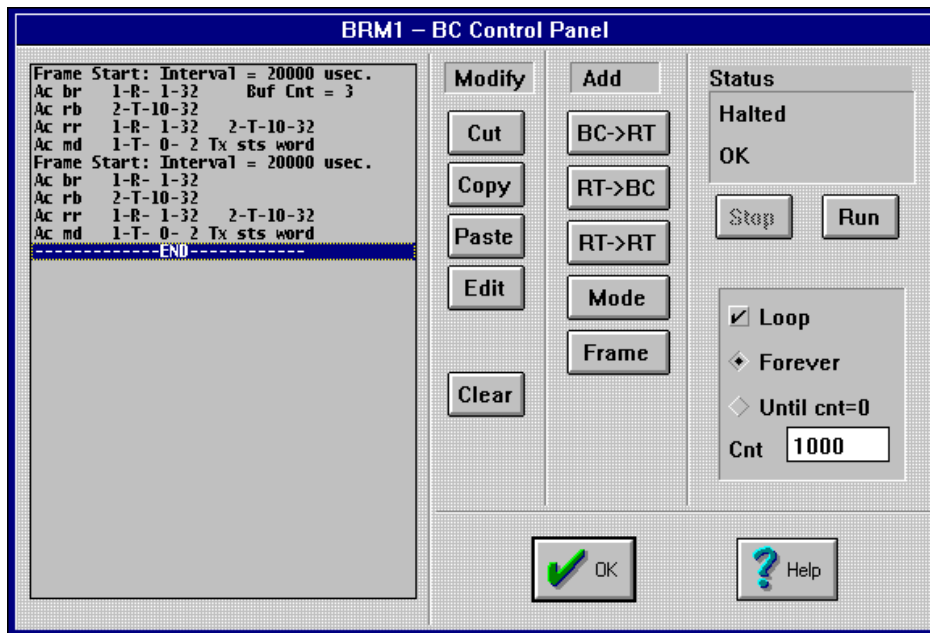 BRM1 – BC Control Panel
Frame Start: Interval = 20000 usec.
Ac br 1-R- 1-32 Buf Cnt = 3
Ac rb 2-T-10-32
Ac rr 1-R- 1-32 2-T-10-32
Ac md 1-T- 0- 2 Tx sts word
Frame Start: Interval = 20000 usec.
Ac br 1-R- 1-32
Ac rb 2-T-10-32
Ac rr 1-R- 1-32 2-T-10-32
Ac md 1-T- 0- 2 Tx sts word
-------------END------------
Modify
Cut
Copy
Paste
Edit
Clear
Add
BC->RT
RT->BC
RT->RT
Mode
Frame
Status
Halted
OK
Stop
Run
Loop
Forever
Until cnt=0
Cnt 1000
OK
Help